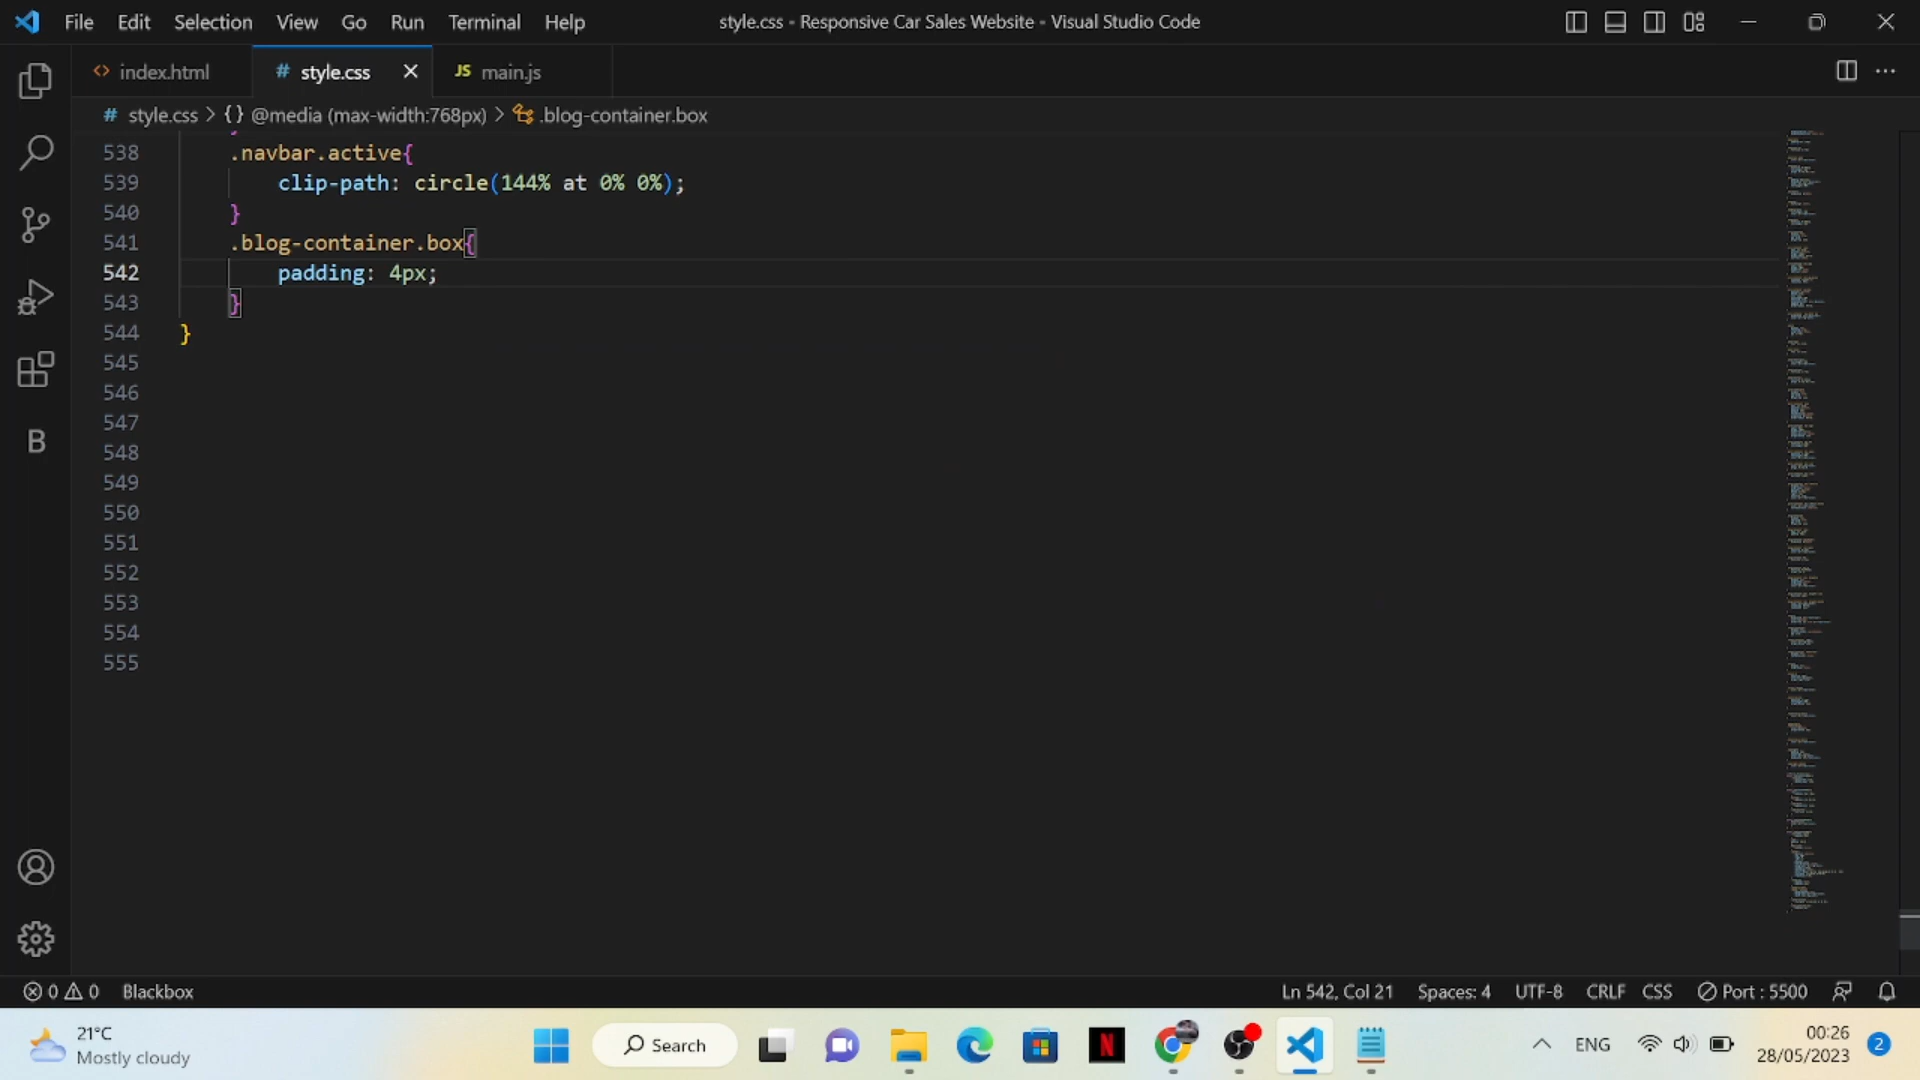 File Edit Selection View Go Run Terminal Help style.css - Responsive Car Sales Website - Visual Studio Code
<> index.html # style.css JS main.js
# style.css > {} @media (max-width:768px) > .blog-container.box
538 .navbar.active{
539 clip-path: circle(144% at 0% 0%);
540 }
541 .blog-container.box{
542 padding: 4px;
543 }
544 }
545
546
547
548
549
550
551
552
553
554
555
B
0 0 Blackbox Ln 542, Col 21 Spaces: 4 UTF-8 CRLF CSS Port : 5500
21°C
Mostly cloudy
Search
N
ENG
00:26
28/05/2023
2